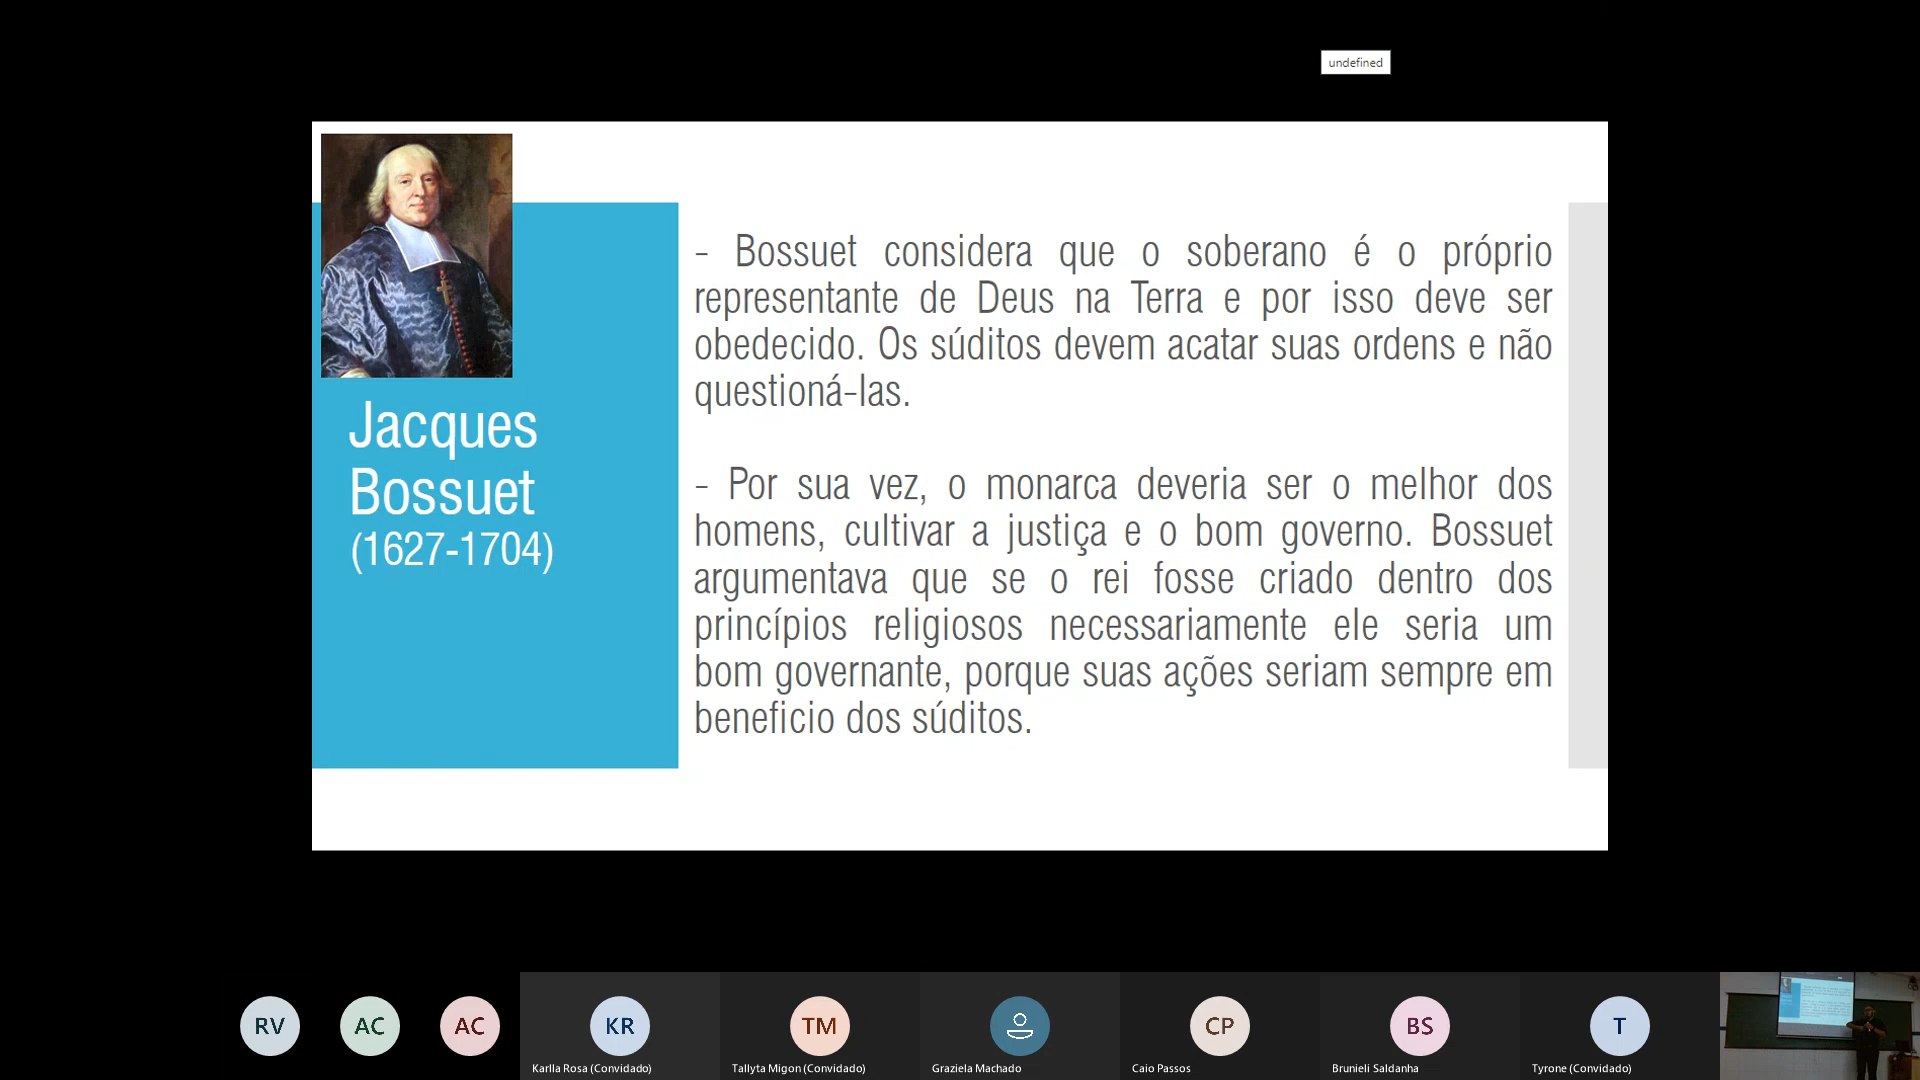 undefined
Jacques
Bossuet
(1627-1704)
- Bossuet considera que o soberano é o próprio
representante de Deus na Terra e por isso deve ser
obedecido. Os súditos devem acatar suas ordens e não
questioná-las.
- Por sua vez, o monarca deveria ser o melhor dos
homens, cultivar a justiça e o bom governo. Bossuet
argumentava que se o rei fosse criado dentro dos
princípios religiosos necessariamente ele seria um
bom governante, porque suas ações seriam sempre em
beneficio dos súditos.
RV
AC
AC
KR
TM
CP
BS
T
Karlla Rosa (Convidado)
Tallyta Migon (Convidado)
Graziela Machado
Caio Passos
Brunieli Saldanha
Tyrone (Convidado)